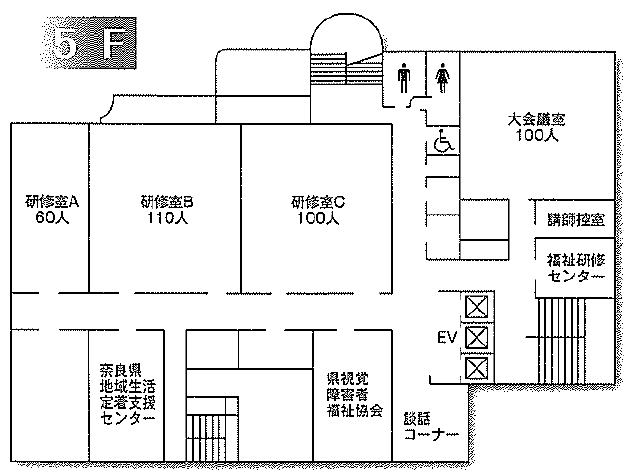 5F
大会議室
100人
研修室A
60人
研修室B
110人
研修室C
100人
講師控室
福祉研修
センター
EV
奈良県
地域生活
定着支援
センター
県視覚
障害者
福祉協会
談話
コーナー